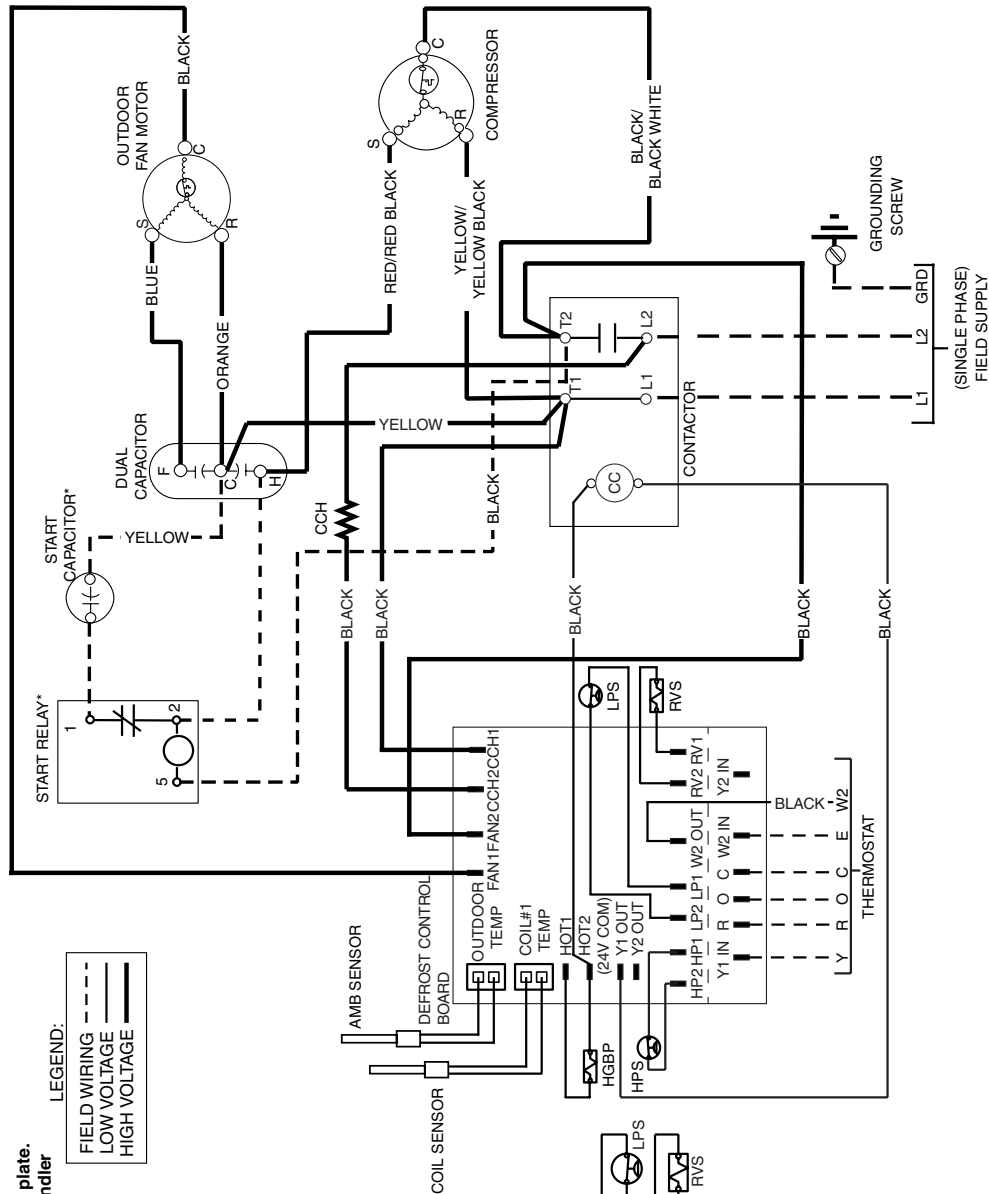 plate.
ndler
LEGEND:
FIELD WIRING
LOW VOLTAGE
HIGH VOLTAGE
OUTDOOR
FAN MOTOR
BLACK
C
S
R
BLUE
ORANGE
COMPRESSOR
C
S
R
RED/RED BLACK
YELLOW/
YELLOW BLACK
BLACK/
BLACK WHITE
DUAL
CAPACITOR
F
C
H
START
CAPACITOR*
YELLOW
START RELAY*
1
2
5
YELLOW
CCH
BLACK
BLACK
BLACK
T2
L2
T1
L1
CC
CONTACTOR
GROUNDING
SCREW
GRD
L2
L1
(SINGLE PHASE)
FIELD SUPPLY
BLACK
BLACK
BLACK
AMB SENSOR
COIL SENSOR
DEFROST CONTROL
BOARD
FAN1
FAN2
CCH2
CCH1
OUTDOOR
TEMP
COIL#1
TEMP
HOT1
HOT2
(24V COM)
Y1 OUT
Y2 OUT
HP2
HP1
LP2
LP1
W2 OUT
RV2
RV1
Y1 IN
R
O
C
W2 IN
Y2 IN
LPS
RVS
HGBP
HPS
BLACK
Y
R
O
C
E
W2
THERMOSTAT
LPS
RVS